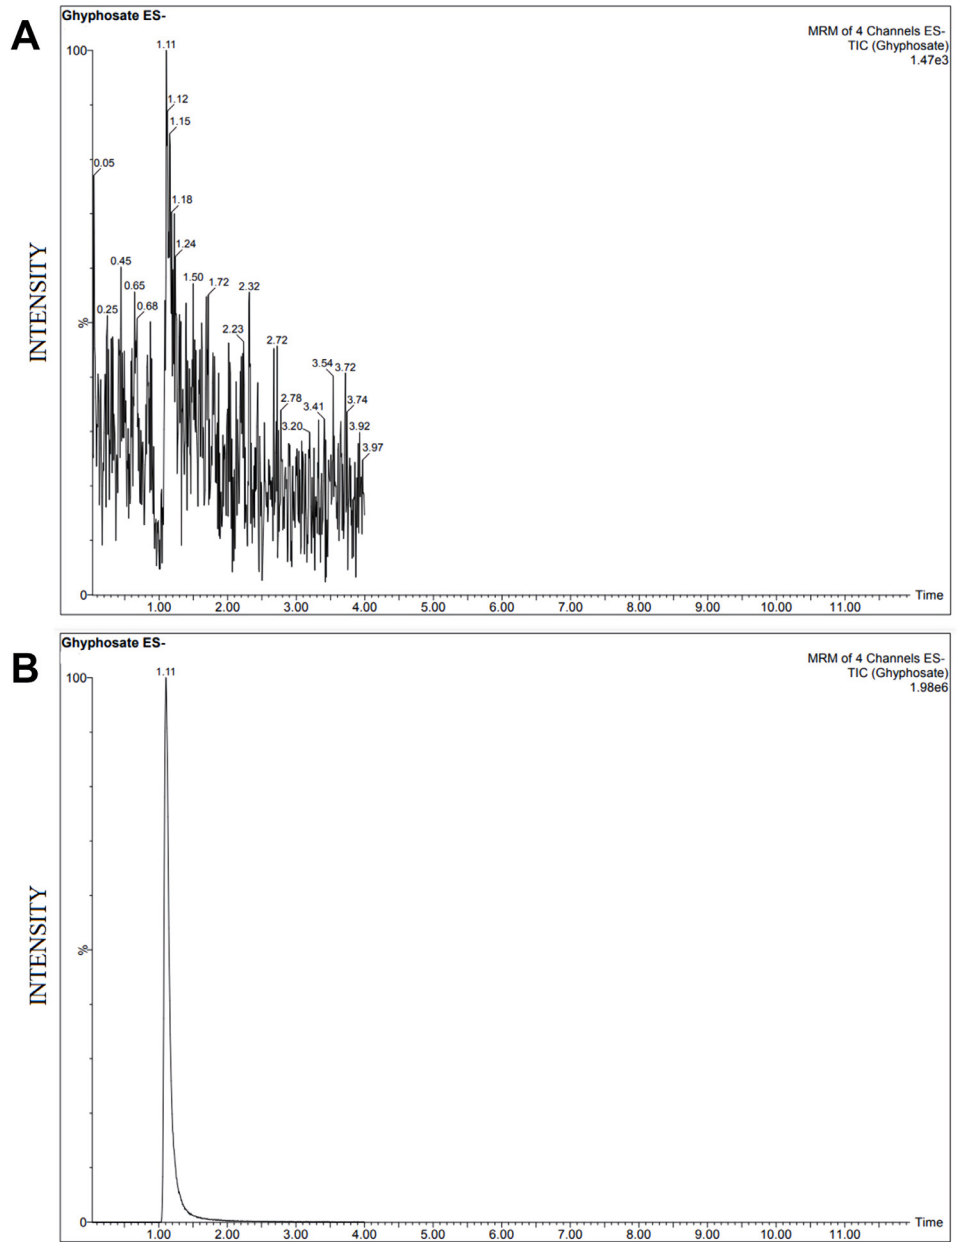 A
Ghyphosate ES-
MRM of 4 Channels ES-
TIC (Ghyphosate)
1.47e3
100
1.11
1.12
1.15
0.05
1.18
1.24
0.45
0.65
1.50
1.72
2.32
0.25
0.68
%
2.23
2.72
3.54
3.72
2.78
3.41
3.74
3.20
3.92
3.97
INTENSITY
0
1.00 2.00 3.00 4.00 5.00 6.00 7.00 8.00 9.00 10.00 11.00 Time
B
Ghyphosate ES-
MRM of 4 Channels ES-
TIC (Ghyphosate)
1.98e6
100
1.11
%
INTENSITY
0
1.00 2.00 3.00 4.00 5.00 6.00 7.00 8.00 9.00 10.00 11.00 Time